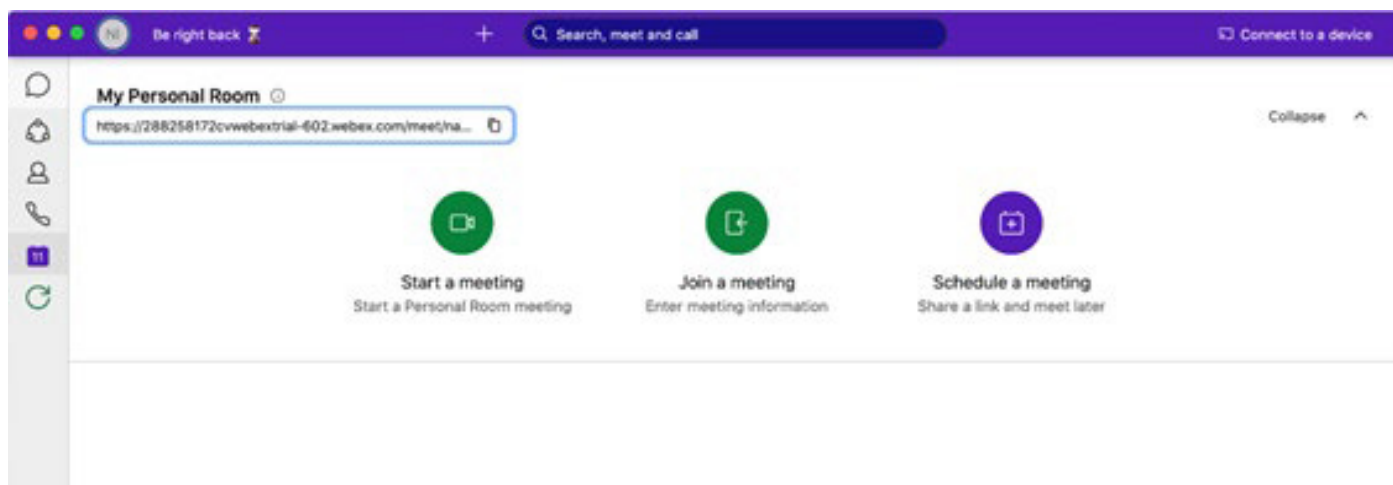 NI Be right back ⏳ + Search, meet and call Connect to a device
My Personal Room
https://288258172cvwebextrial-602.webex.com/meet/na...
Collapse
11
Start a meeting Join a meeting Schedule a meeting
Start a Personal Room meeting Enter meeting information Share a link and meet later